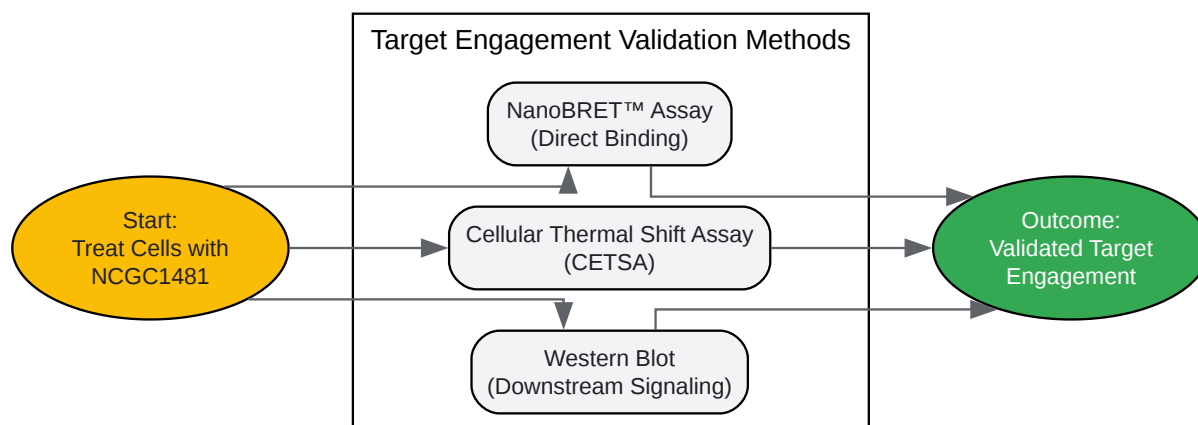 Target Engagement Validation Methods
NanoBRET™ Assay
(Direct Binding)
Start:
Treat Cells with
NCGC1481
Cellular Thermal Shift Assay
(CETSA)
Outcome:
Validated Target
Engagement
Western Blot
(Downstream Signaling)